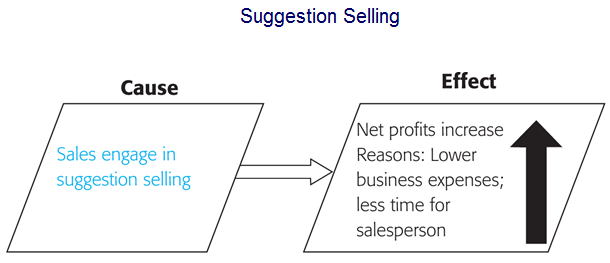 Suggestion Selling
Cause
Sales engage in
suggestion selling
Effect
Net profits increase
Reasons: Lower
business expenses;
less time for
salesperson